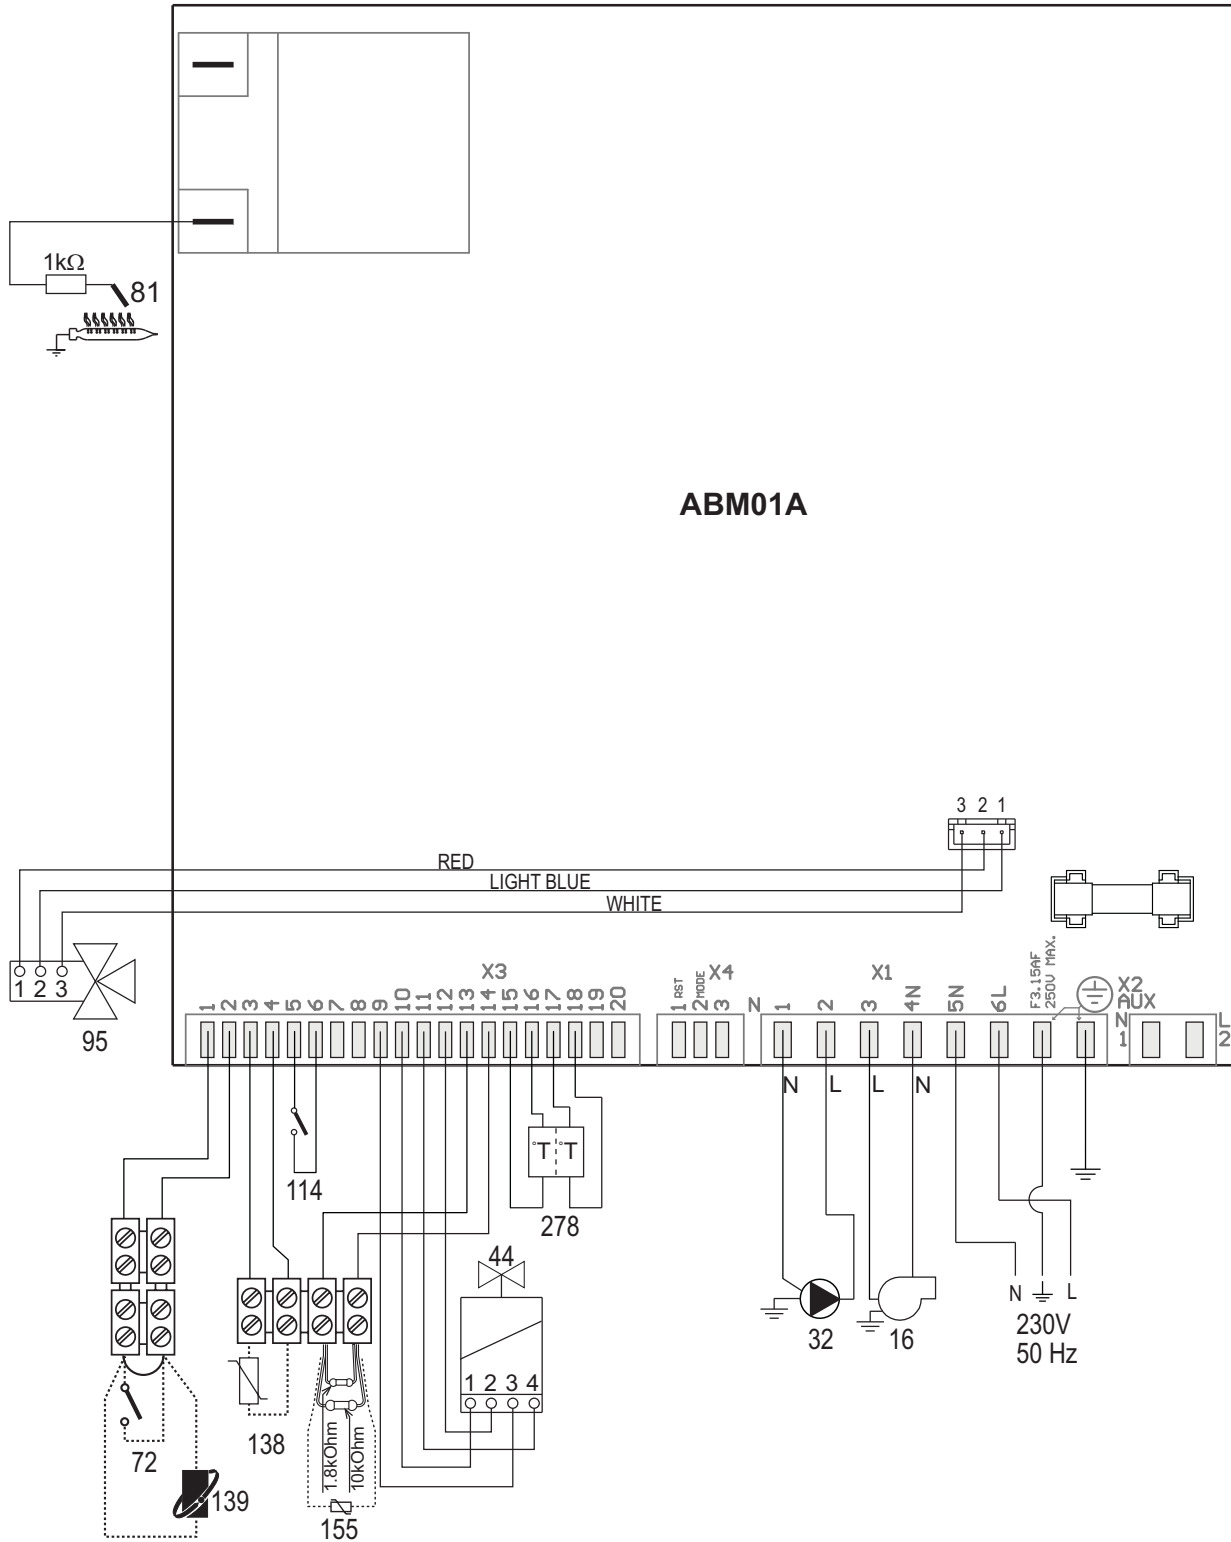 1kΩ
81
ABM01A
3 2 1
RED
LIGHT BLUE
WHITE
1 2 3
95
X3
1 2 3 4 5 6 7 8 9 10 11 12 13 14 15 16 17 18 19 20
X4
1 RST
2 MODE
3
N
X1
1 2 3 4N 5N 6L
F3.15AF
250V MAX.
X2
AUX
N
1
L
2
N L L N
114
°T °T
278
44
1 2 3 4
32
16
N L
230V
50 Hz
72
139
138
1.8kOhm
10kOhm
155